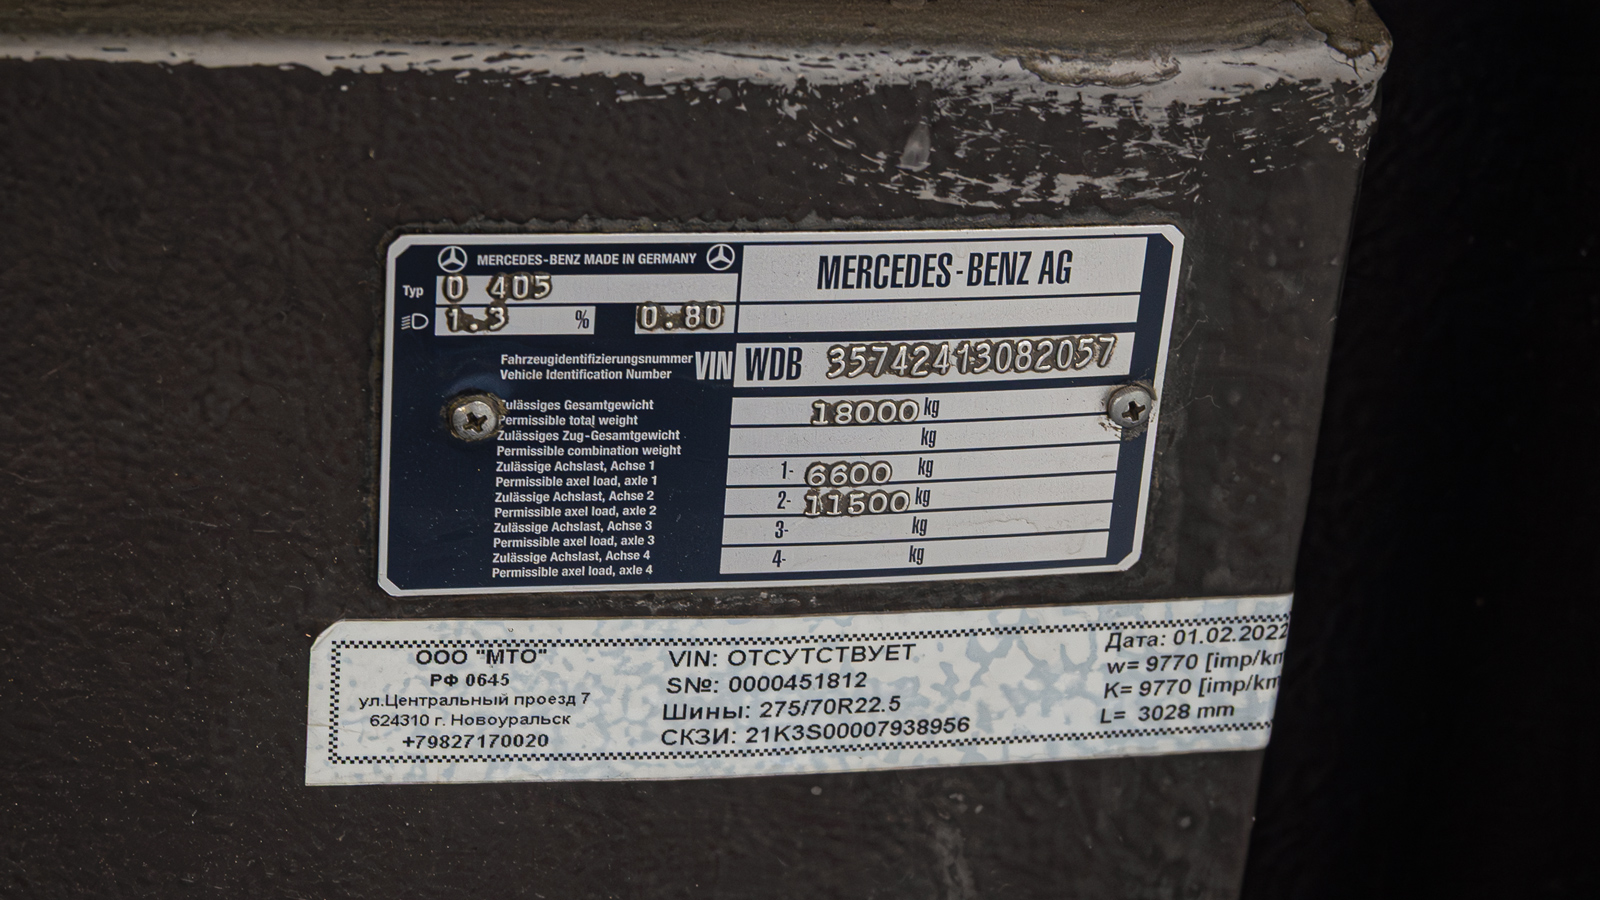 MERCEDES-BENZ MADE IN GERMANY
MERCEDES-BENZ AG
Typ O 405
1.3 % 0.80
Fahrzeugidentifizierungsnummer
Vehicle Identification Number
VIN WDB 35742413082057
Zulässiges Gesamtgewicht
Permissible total weight
18000 kg
Zulässiges Zug-Gesamtgewicht
Permissible combination weight
kg
Zulässige Achslast, Achse 1
Permissible axel load, axle 1
1- 6600 kg
Zulässige Achslast, Achse 2
Permissible axel load, axle 2
2- 11500 kg
Zulässige Achslast, Achse 3
Permissible axel load, axle 3
3- kg
Zulässige Achslast, Achse 4
Permissible axel load, axle 4
4- kg
ООО "МТО"
РФ 0645
ул.Центральный проезд 7
624310 г. Новоуральск
+79827170020
VIN: ОТСУТСТВУЕТ
SNº: 0000451812
Шины: 275/70R22.5
СКЗИ: 21K3S00007938956
Дата: 01.02.2022
w= 9770 [imp/km
K= 9770 [imp/km
L= 3028 mm